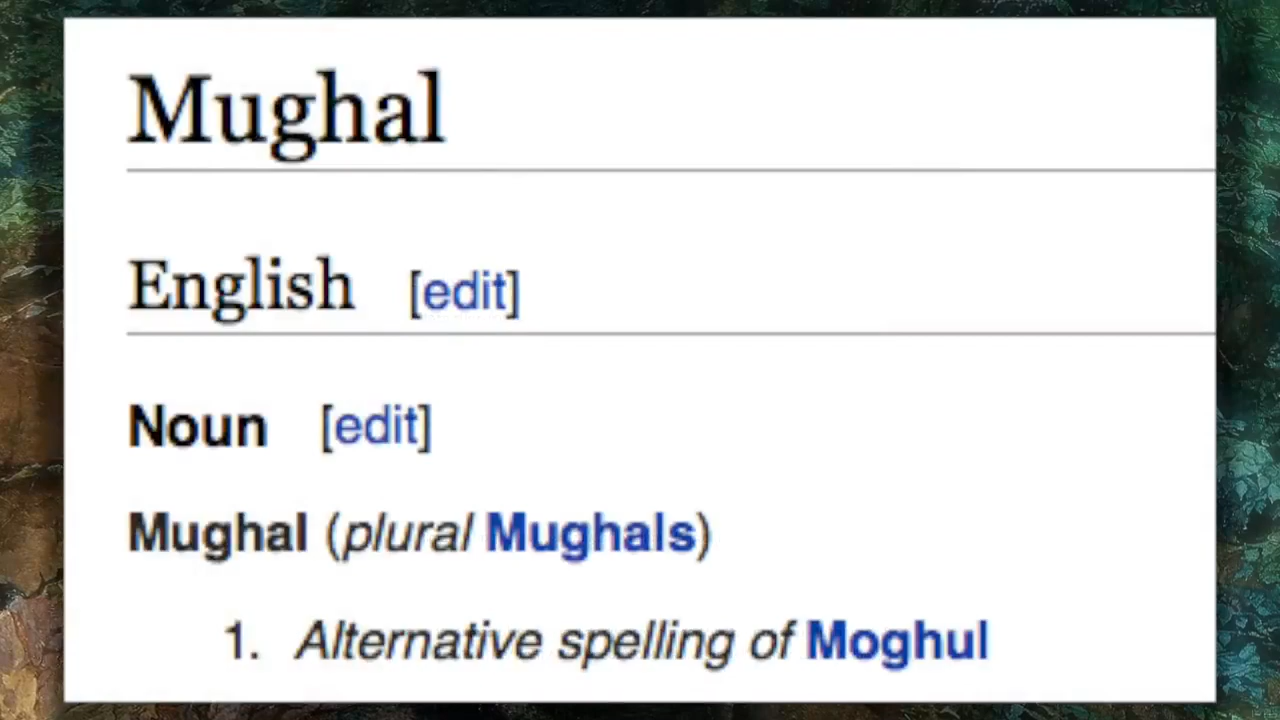 Mughal
English [edit]
Noun [edit]
Mughal (plural Mughals)
1. Alternative spelling of Moghul